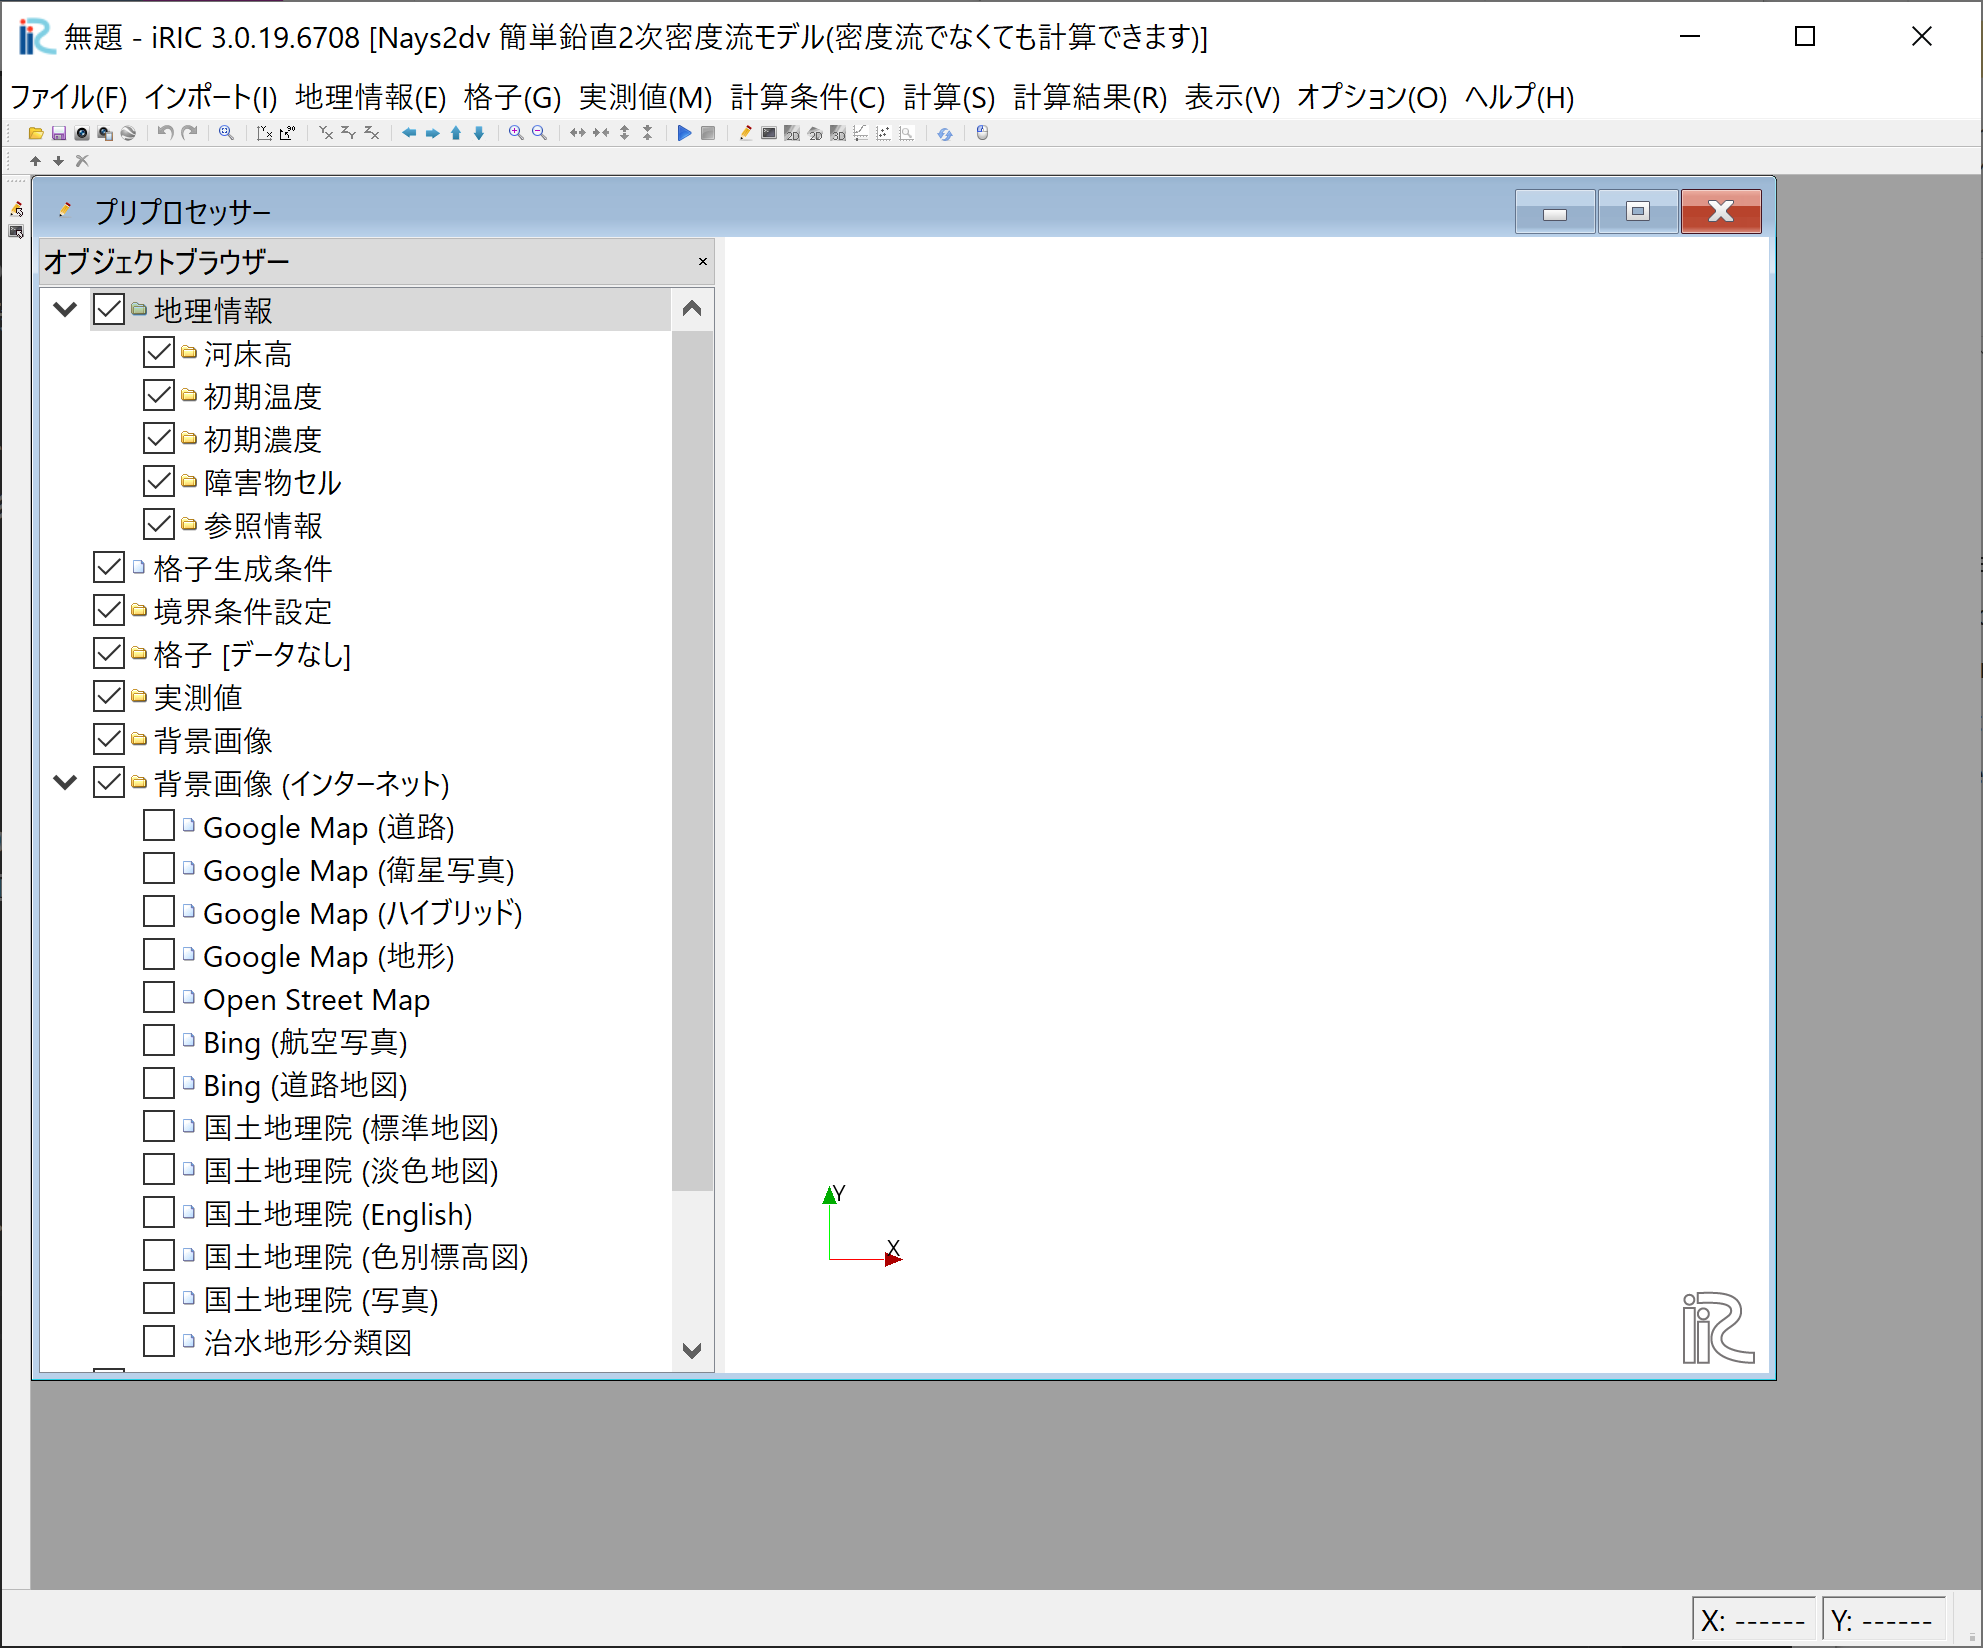 無題 - iRIC 3.0.19.6708 [Nays2dv 簡単鉛直2次密度流モデル(密度流でなくても計算できます)]
ファイル(F) インポート(I) 地理情報(E) 格子(G) 実測値(M) 計算条件(C) 計算(S) 計算結果(R) 表示(V) オプション(O) ヘルプ(H)
プリプロセッサー
オブジェクトブラウザー
地理情報
河床高
初期温度
初期濃度
障害物セル
参照情報
格子生成条件
境界条件設定
格子 [データなし]
実測値
背景画像
背景画像 (インターネット)
Google Map (道路)
Google Map (衛星写真)
Google Map (ハイブリッド)
Google Map (地形)
Open Street Map
Bing (航空写真)
Bing (道路地図)
国土地理院 (標準地図)
国土地理院 (淡色地図)
国土地理院 (English)
国土地理院 (色別標高図)
国土地理院 (写真)
治水地形分類図
Y
X
iRIC
X: ------ Y: ------